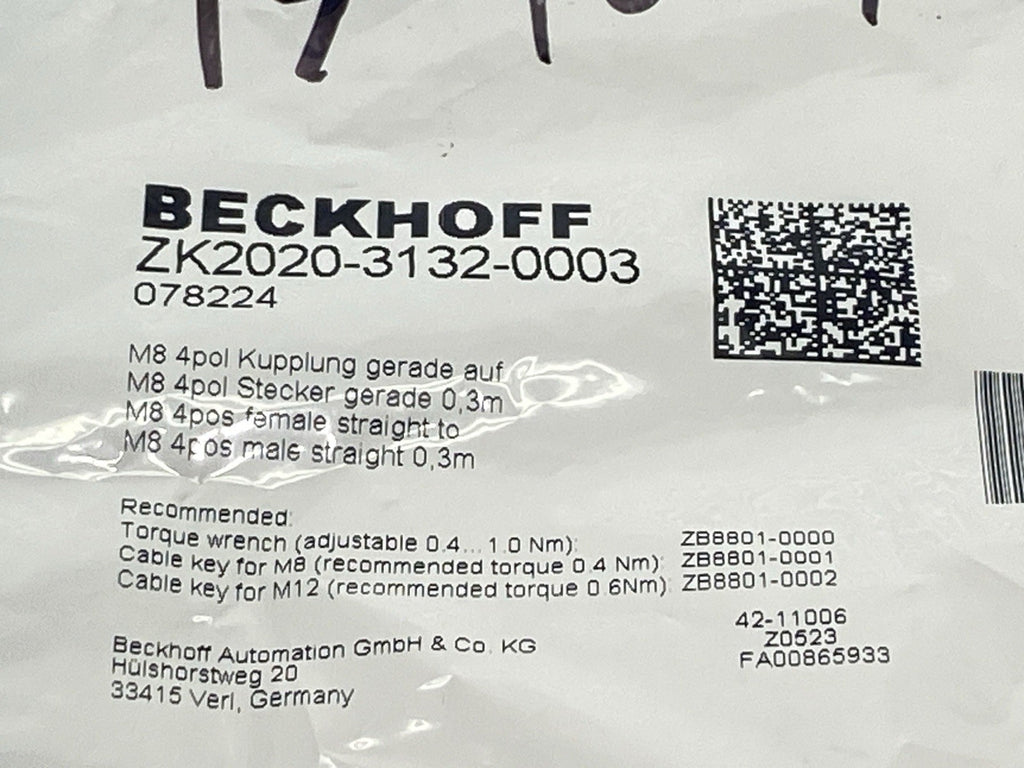 BECKHOFF
ZK2020-3132-0003
078224
M8 4pol Kupplung gerade auf
M8 4pol Stecker gerade 0,3m
M8 4pos female straight to
M8 4pos male straight 0,3m
Recommended:
Torque wrench (adjustable 0.4... 1.0 Nm): ZB8801-0000
Cable key for M8 (recommended torque 0.4 Nm): ZB8801-0001
Cable key for M12 (recommended torque 0.6Nm) ZB8801-0002
42-11006
Z0523
FA00865933
Beckhoff Automation GmbH & Co. KG
Hülshorstweg 20
33415 Verl, Germany